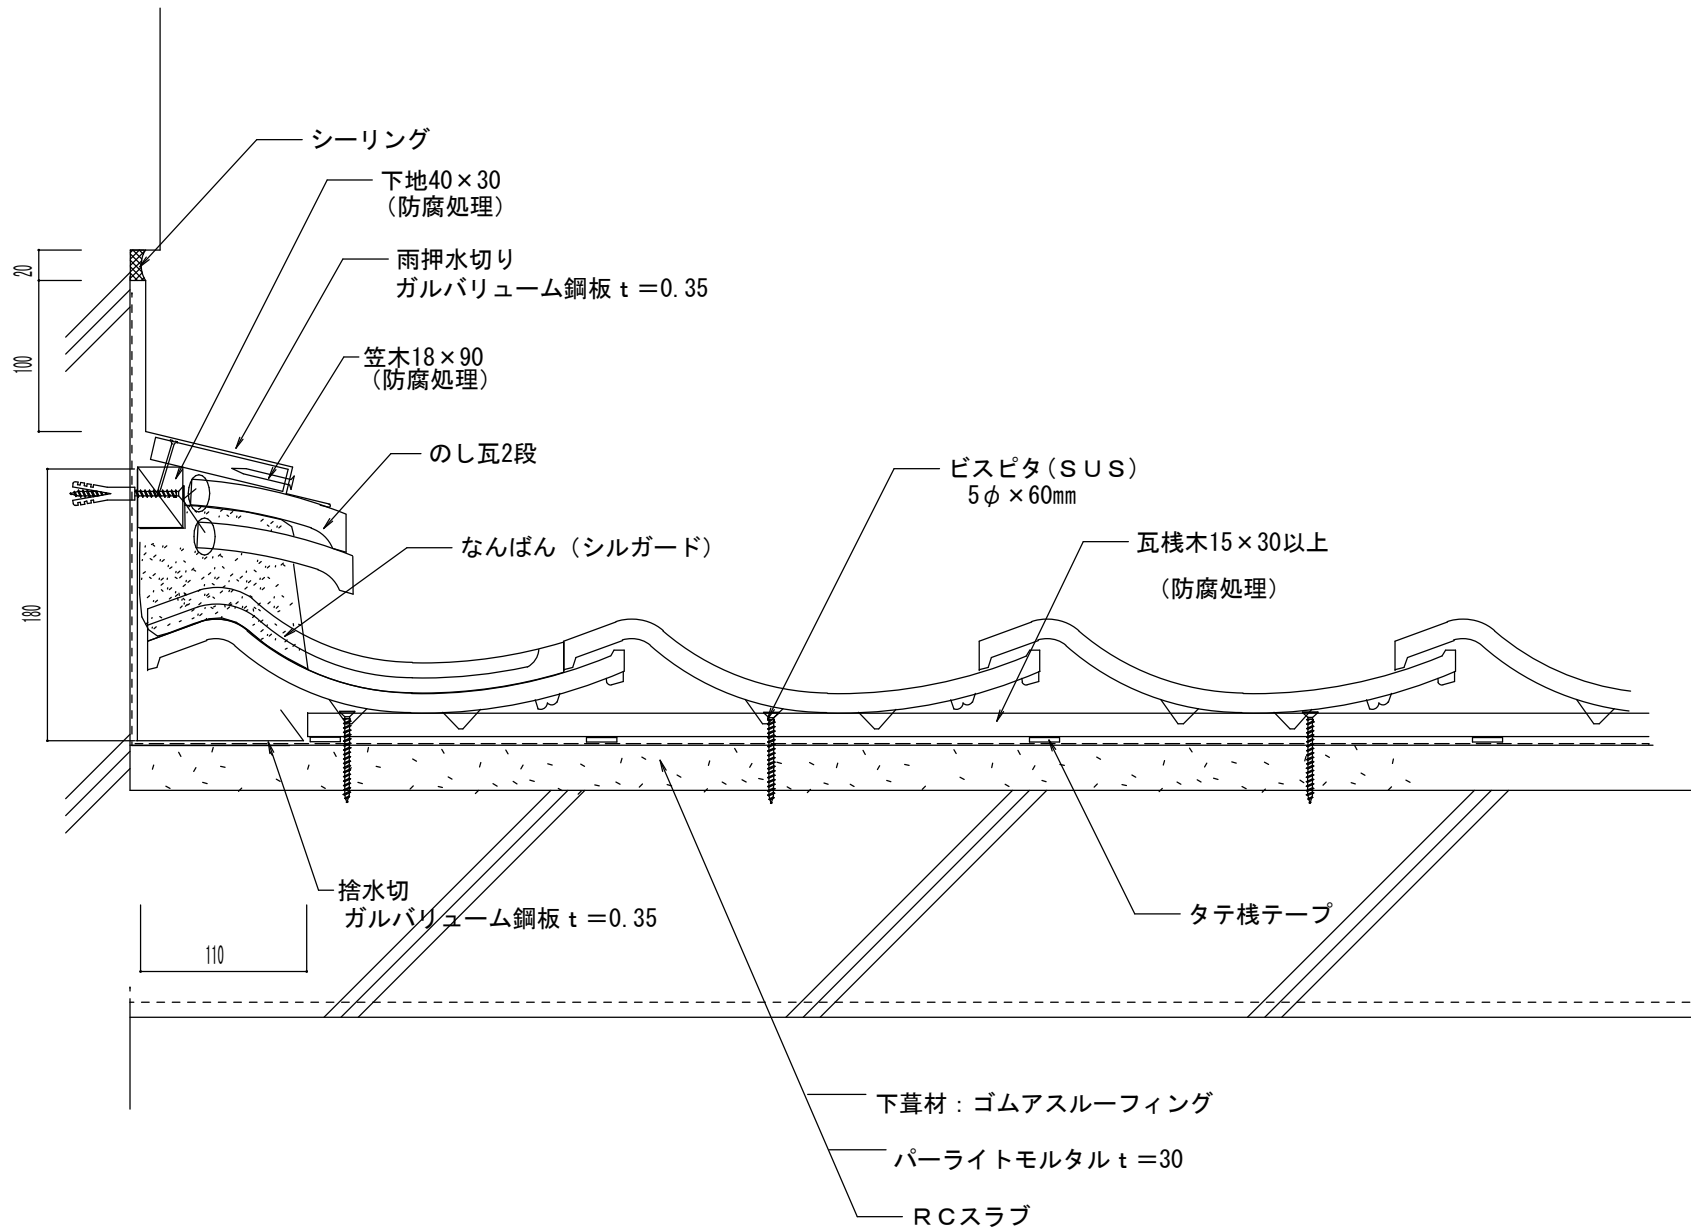 シーリング
下地40×30
（防腐処理）
雨押水切り
ガルバリューム鋼板ｔ＝0.35
笠木18×90
（防腐処理）
のし瓦2段
なんばん（シルガード）
ビスピタ(ＳＵＳ)
5φ×60㎜
瓦桟木15×30以上
（防腐処理）
20
100
180
捨水切
ガルバリューム鋼板ｔ＝0.35
110
タテ桟テープ
下葺材：ゴムアスルーフィング
パーライトモルタルｔ＝30
ＲＣスラブ